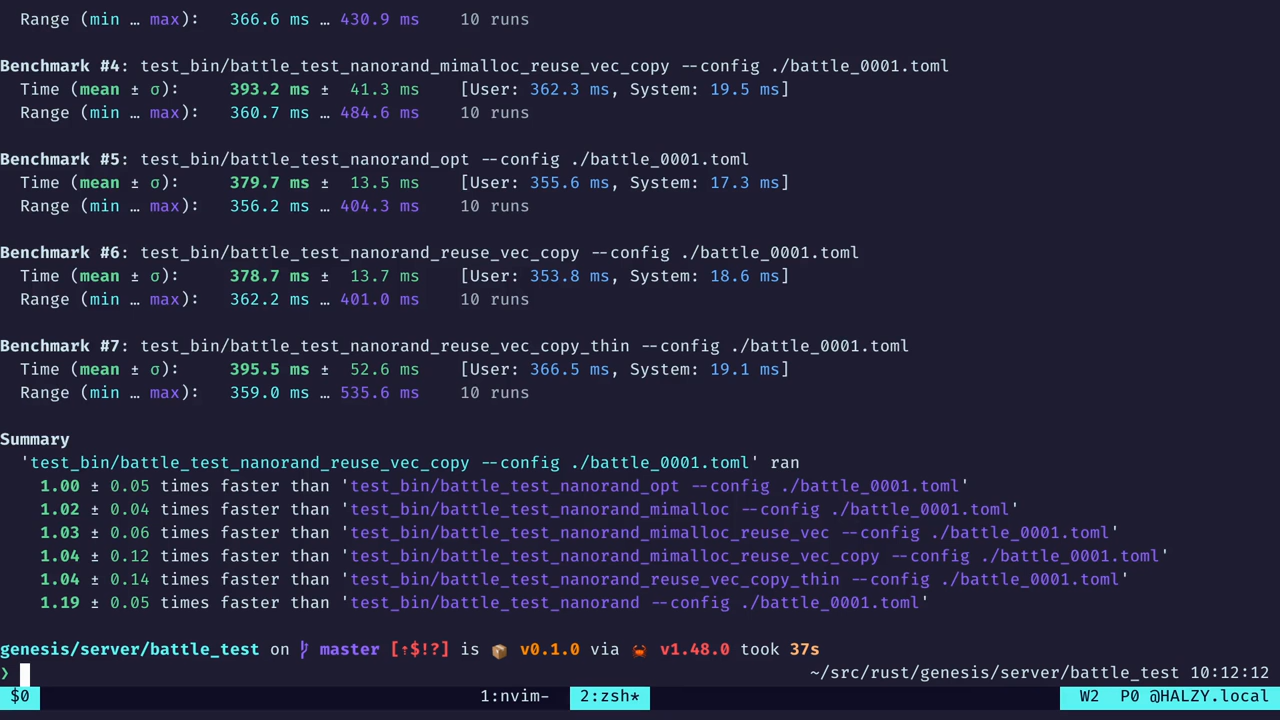 Range (min … max):     366.6 ms … 430.9 ms    10 runs
Benchmark #4: test_bin/battle_test_nanorand_mimalloc_reuse_vec_copy --config ./battle_0001.toml
Time (mean ± σ):     393.2 ms ±  41.3 ms    [User: 362.3 ms, System: 19.5 ms]
Range (min … max):     360.7 ms … 484.6 ms    10 runs
Benchmark #5: test_bin/battle_test_nanorand_opt --config ./battle_0001.toml
Time (mean ± σ):     379.7 ms ±  13.5 ms    [User: 355.6 ms, System: 17.3 ms]
Range (min … max):     356.2 ms … 404.3 ms    10 runs
Benchmark #6: test_bin/battle_test_nanorand_reuse_vec_copy --config ./battle_0001.toml
Time (mean ± σ):     378.7 ms ±  13.7 ms    [User: 353.8 ms, System: 18.6 ms]
Range (min … max):     362.2 ms … 401.0 ms    10 runs
Benchmark #7: test_bin/battle_test_nanorand_reuse_vec_copy_thin --config ./battle_0001.toml
Time (mean ± σ):     395.5 ms ±  52.6 ms    [User: 366.5 ms, System: 19.1 ms]
Range (min … max):     359.0 ms … 535.6 ms    10 runs
Summary
'test_bin/battle_test_nanorand_reuse_vec_copy --config ./battle_0001.toml' ran
1.00 ± 0.05 times faster than 'test_bin/battle_test_nanorand_opt --config ./battle_0001.toml'
1.02 ± 0.04 times faster than 'test_bin/battle_test_nanorand_mimalloc --config ./battle_0001.toml'
1.03 ± 0.06 times faster than 'test_bin/battle_test_nanorand_mimalloc_reuse_vec --config ./battle_0001.toml'
1.04 ± 0.12 times faster than 'test_bin/battle_test_nanorand_mimalloc_reuse_vec_copy --config ./battle_0001.toml'
1.04 ± 0.14 times faster than 'test_bin/battle_test_nanorand_reuse_vec_copy_thin --config ./battle_0001.toml'
1.19 ± 0.05 times faster than 'test_bin/battle_test_nanorand --config ./battle_0001.toml'
genesis/server/battle_test on master [⇡$!?] is 📦 v0.1.0 via 🦀 v1.48.0 took 37s
❯ ~/src/rust/genesis/server/battle_test 10:12:12
$0 1:nvim- 2:zsh* W2 P0 @HALZY.local